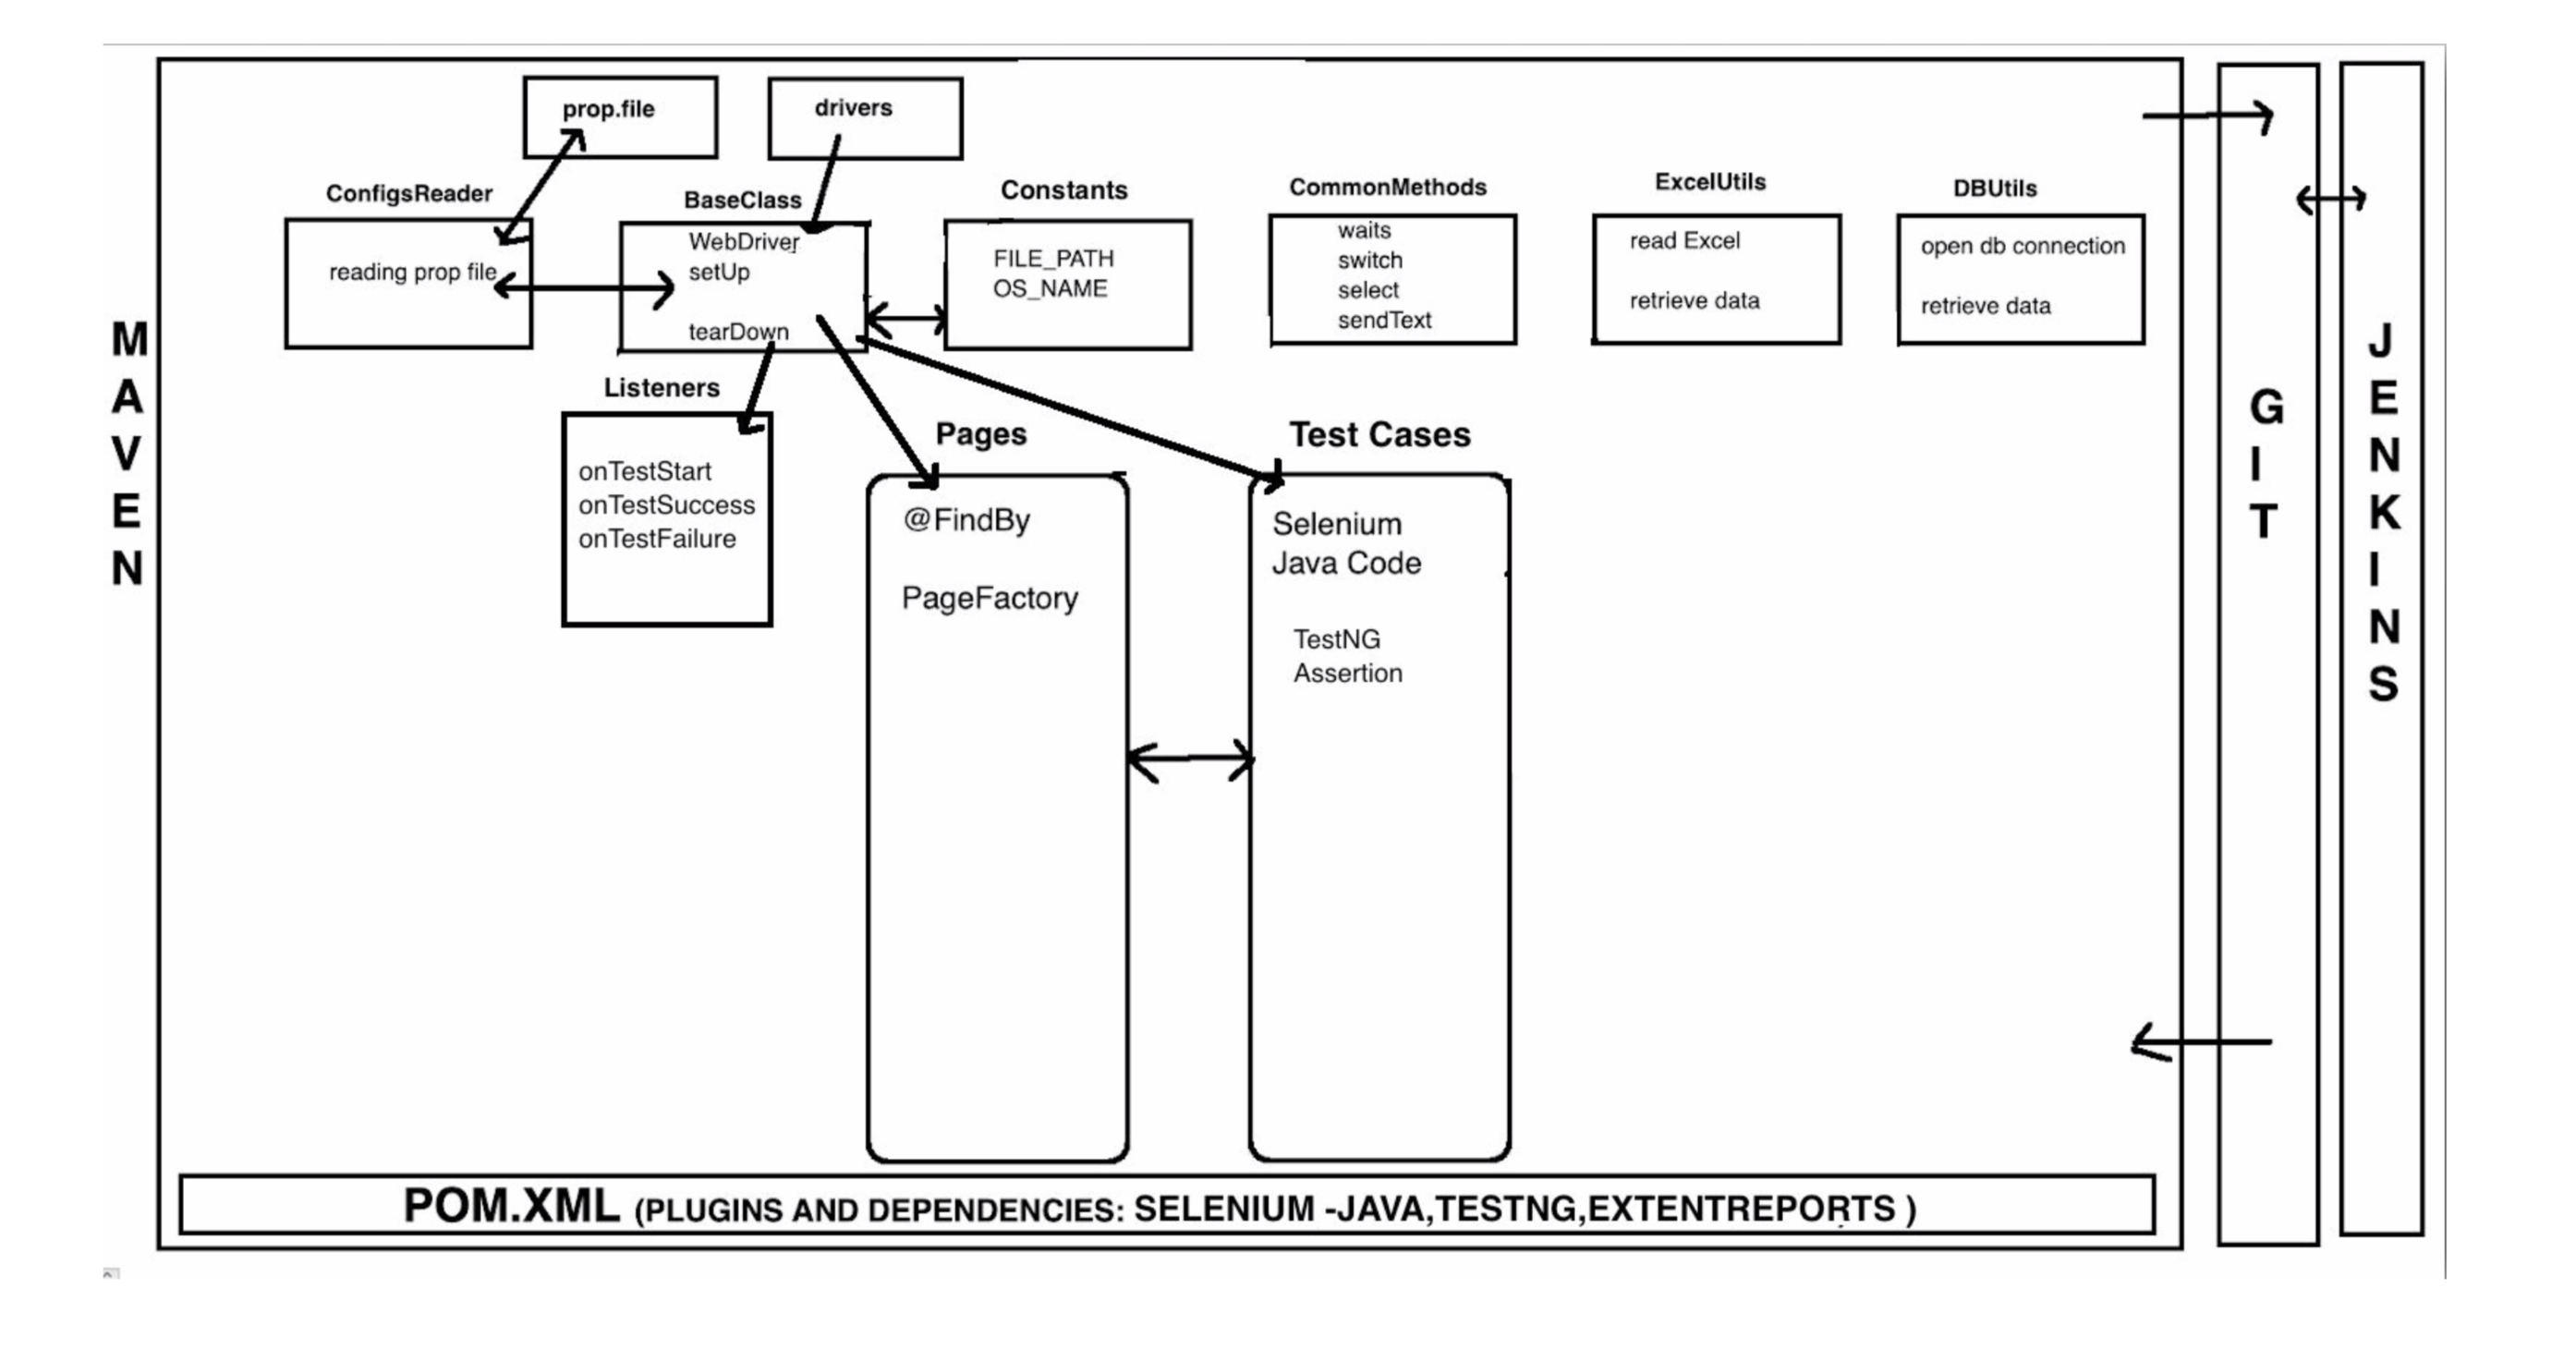 prop.file
drivers
ConfigsReader
reading prop file
BaseClass
WebDriver
setUp
tearDown
Constants
FILE_PATH
OS_NAME
CommonMethods
waits
switch
select
sendText
ExcelUtils
read Excel
retrieve data
DBUtils
open db connection
retrieve data
MAVEN
Listeners
onTestStart
onTestSuccess
onTestFailure
Pages
@FindBy
PageFactory
Test Cases
Selenium
Java Code
TestNG
Assertion
GIT
JENKINS
POM.XML (PLUGINS AND DEPENDENCIES: SELENIUM -JAVA,TESTNG,EXTENTREPORTS )